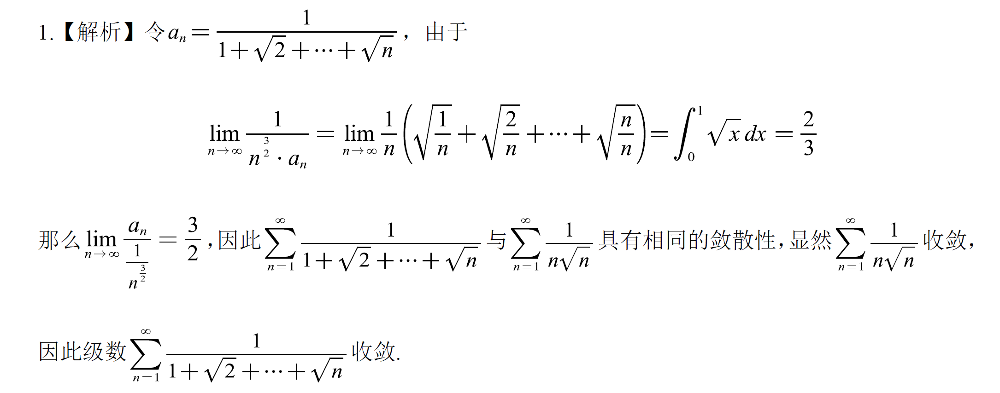 1.【解析】令 $a_n = \frac{1}{1+\sqrt{2}+\cdots+\sqrt{n}}$，由于
$\lim_{n\to\infty} \frac{1}{n^{\frac{3}{2}} \cdot a_n} = \lim_{n\to\infty} \frac{1}{n} \left( \sqrt{\frac{1}{n}} + \sqrt{\frac{2}{n}} + \cdots + \sqrt{\frac{n}{n}} \right) = \int_0^1 \sqrt{x}\, dx = \frac{2}{3}$
那么 $\lim_{n\to\infty} \frac{a_n}{\frac{1}{n^{\frac{3}{2}}}} = \frac{3}{2}$,因此 $\sum_{n=1}^{\infty} \frac{1}{1+\sqrt{2}+\cdots+\sqrt{n}}$ 与 $\sum_{n=1}^{\infty} \frac{1}{n\sqrt{n}}$ 具有相同的敛散性,显然 $\sum_{n=1}^{\infty} \frac{1}{n\sqrt{n}}$ 收敛,
因此级数 $\sum_{n=1}^{\infty} \frac{1}{1+\sqrt{2}+\cdots+\sqrt{n}}$ 收敛.